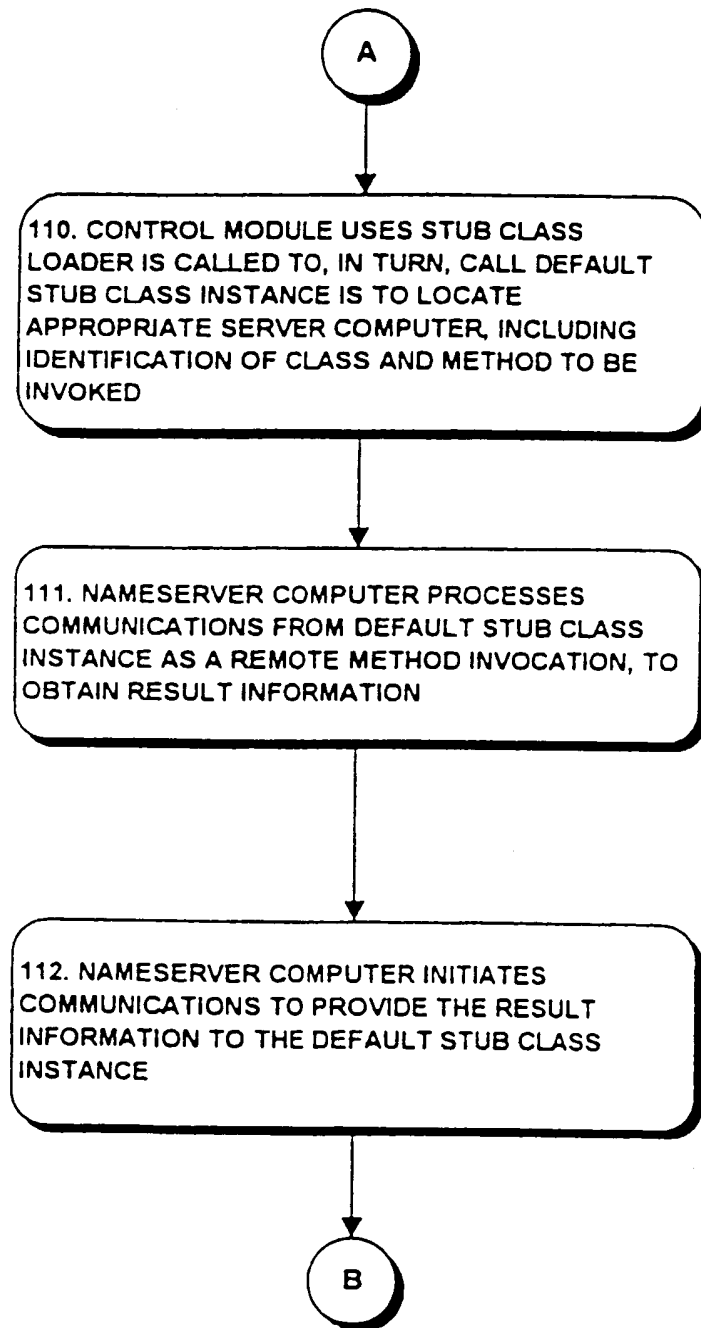 A
110. CONTROL MODULE USES STUB CLASS
LOADER IS CALLED TO, IN TURN, CALL DEFAULT
STUB CLASS INSTANCE IS TO LOCATE
APPROPRIATE SERVER COMPUTER, INCLUDING
IDENTIFICATION OF CLASS AND METHOD TO BE
INVOKED
111. NAMESERVER COMPUTER PROCESSES
COMMUNICATIONS FROM DEFAULT STUB CLASS
INSTANCE AS A REMOTE METHOD INVOCATION, TO
OBTAIN RESULT INFORMATION
112. NAMESERVER COMPUTER INITIATES
COMMUNICATIONS TO PROVIDE THE RESULT
INFORMATION TO THE DEFAULT STUB CLASS
INSTANCE
B